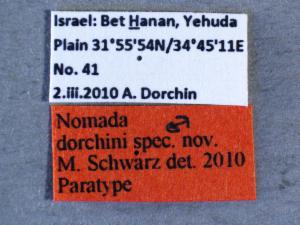 Israel: Bet Hanan, Yehuda
Plain 31°55'54N/34°45'11E
No. 41
2.iii.2010 A. Dorchin
Nomada ♂
dorchini spec. nov.
M. Schwarz det. 2010
Paratype